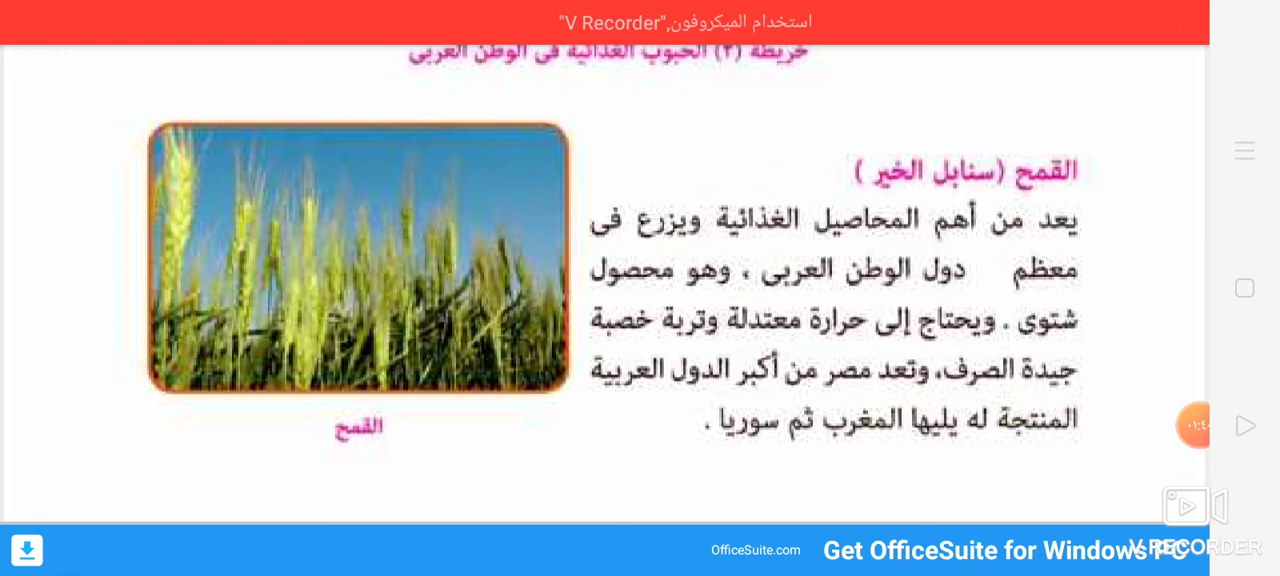 استخدام الميكروفون,"V Recorder"
خريطة (٢) الحبوب الغذائية فى الوطن العربى
القمح (سنابل الخير )
يعد من أهم المحاصيل الغذائية ويزرع فى
معظم دول الوطن العربى ، وهو محصول
شتوى . ويحتاج إلى حرارة معتدلة وتربة خصبة
جيدة الصرف، وتعد مصر من أكبر الدول العربية
المنتجة له يليها المغرب ثم سوريا .
القمح
OfficeSuite.com
Get OfficeSuite for Windows PC
V RECORDER